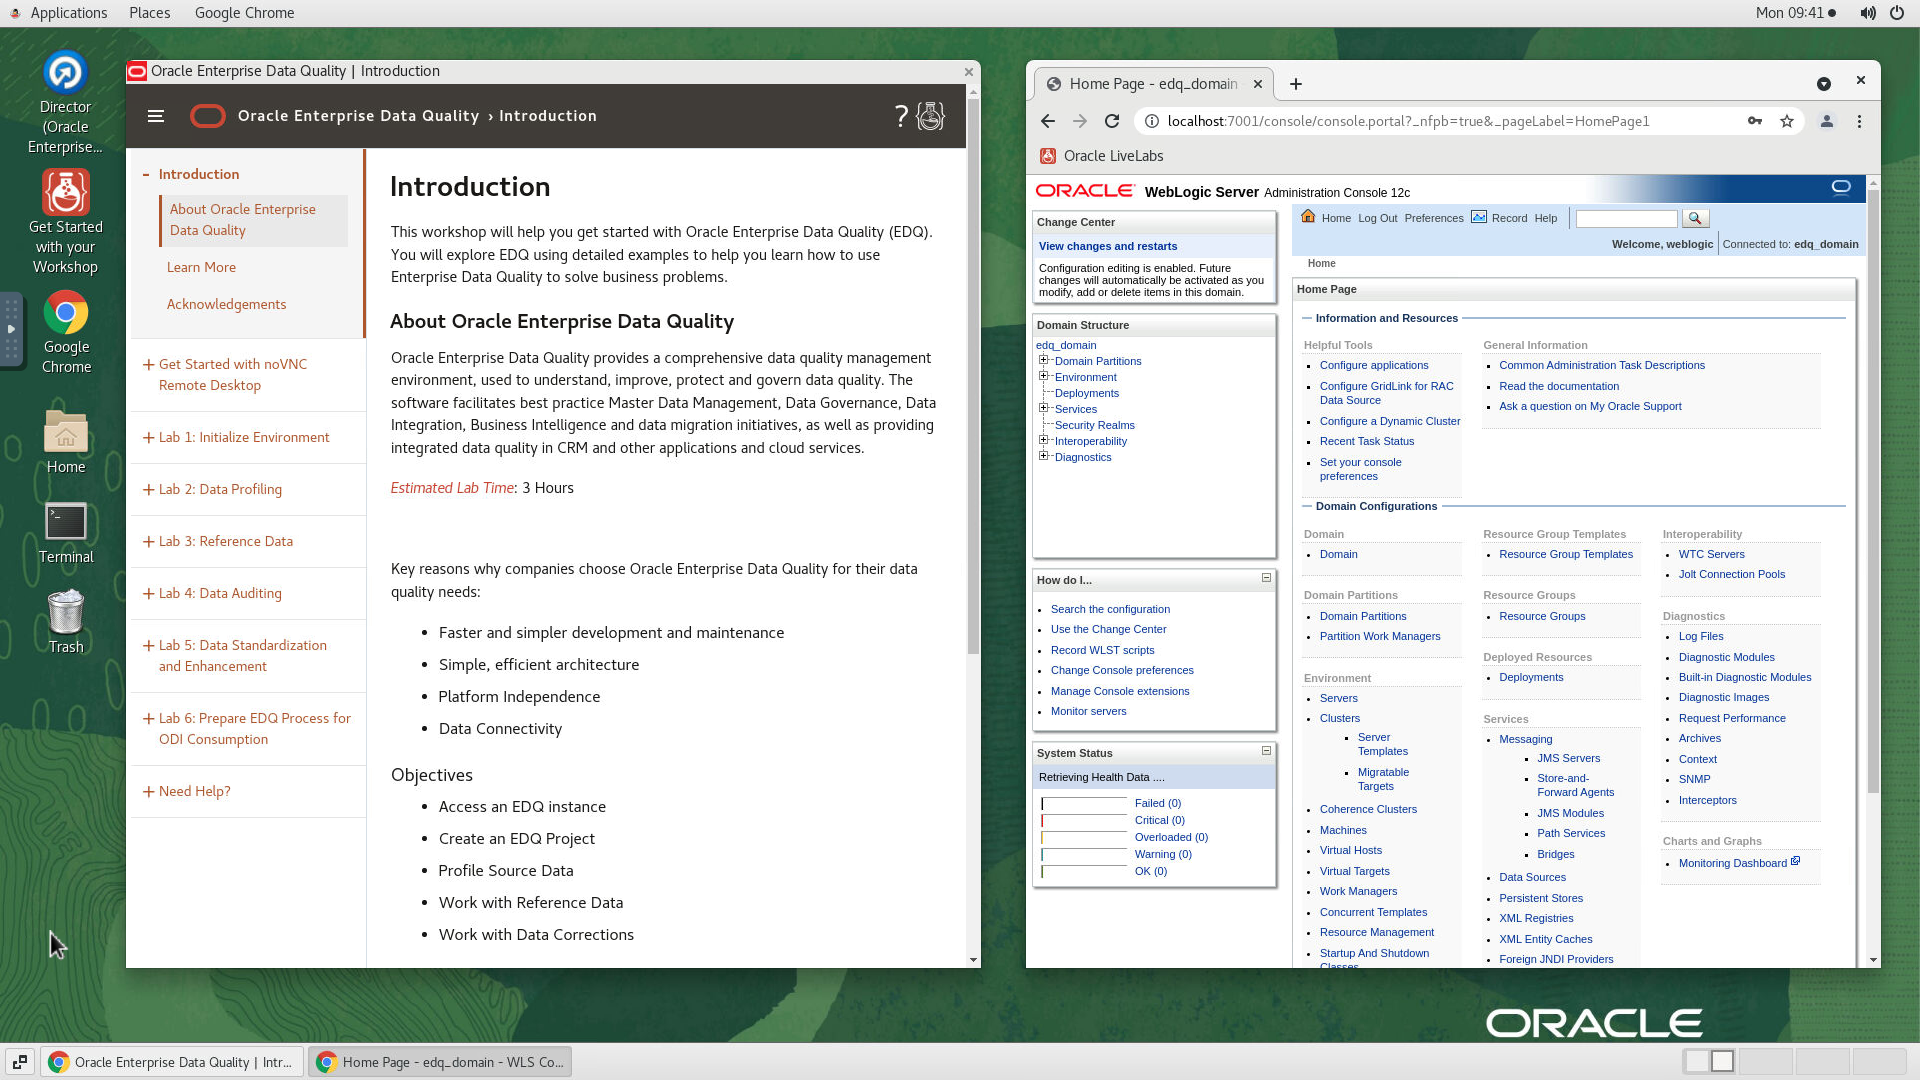 Applications
Places
Google Chrome
Mon 09:41
Director
(Oracle
Enterprise...
Get Started
with your
Workshop
Google
Chrome
Home
Terminal
Trash
Oracle Enterprise Data Quality | Introduction
Oracle Enterprise Data Quality › Introduction
?
- Introduction
About Oracle Enterprise
Data Quality
Learn More
Acknowledgements
+ Get Started with noVNC
Remote Desktop
+ Lab 1: Initialize Environment
+ Lab 2: Data Profiling
+ Lab 3: Reference Data
+ Lab 4: Data Auditing
+ Lab 5: Data Standardization
and Enhancement
+ Lab 6: Prepare EDQ Process for
ODI Consumption
+ Need Help?
Introduction
This workshop will help you get started with Oracle Enterprise Data Quality (EDQ).
You will explore EDQ using detailed examples to help you learn how to use
Enterprise Data Quality to solve business problems.
About Oracle Enterprise Data Quality
Oracle Enterprise Data Quality provides a comprehensive data quality management
environment, used to understand, improve, protect and govern data quality. The
software facilitates best practice Master Data Management, Data Governance, Data
Integration, Business Intelligence and data migration initiatives, as well as providing
integrated data quality in CRM and other applications and cloud services.
Estimated Lab Time: 3 Hours
Key reasons why companies choose Oracle Enterprise Data Quality for their data
quality needs:
• Faster and simpler development and maintenance
• Simple, efficient architecture
• Platform Independence
• Data Connectivity
Objectives
• Access an EDQ instance
• Create an EDQ Project
• Profile Source Data
• Work with Reference Data
• Work with Data Corrections
Home Page - edq_domain
localhost:7001/console/console.portal?_nfpb=true&_pageLabel=HomePage1
Oracle LiveLabs
ORACLE WebLogic Server Administration Console 12c
Change Center
View changes and restarts
Configuration editing is enabled. Future
changes will automatically be activated as you
modify, add or delete items in this domain.
Domain Structure
edq_domain
Domain Partitions
Environment
Deployments
Services
Security Realms
Interoperability
Diagnostics
How do I...
• Search the configuration
• Use the Change Center
• Record WLST scripts
• Change Console preferences
• Manage Console extensions
• Monitor servers
System Status
Retrieving Health Data ....
Failed (0)
Critical (0)
Overloaded (0)
Warning (0)
OK (0)
Home Log Out Preferences Record Help
Welcome, weblogic Connected to: edq_domain
Home
Home Page
Information and Resources
Helpful Tools
Configure applications
Configure GridLink for RAC
Data Source
Configure a Dynamic Cluster
Recent Task Status
Set your console
preferences
General Information
Common Administration Task Descriptions
Read the documentation
Ask a question on My Oracle Support
Domain Configurations
Domain
• Domain
Domain Partitions
• Domain Partitions
• Partition Work Managers
Environment
• Servers
• Clusters
Server
Templates
Migratable
Targets
• Coherence Clusters
• Machines
• Virtual Hosts
• Virtual Targets
• Work Managers
• Concurrent Templates
• Resource Management
• Startup And Shutdown
Classes
Resource Group Templates
• Resource Group Templates
Resource Groups
• Resource Groups
Deployed Resources
• Deployments
Services
• Messaging
JMS Servers
Store-and-
Forward Agents
JMS Modules
Path Services
Bridges
• Data Sources
• Persistent Stores
• XML Registries
• XML Entity Caches
• Foreign JNDI Providers
Interoperability
• WTC Servers
• Jolt Connection Pools
Diagnostics
• Log Files
• Diagnostic Modules
• Built-in Diagnostic Modules
• Diagnostic Images
• Request Performance
• Archives
• Context
• SNMP
• Interceptors
Charts and Graphs
• Monitoring Dashboard
ORACLE
Oracle Enterprise Data Quality | Intr...
Home Page - edq_domain - WLS Co...